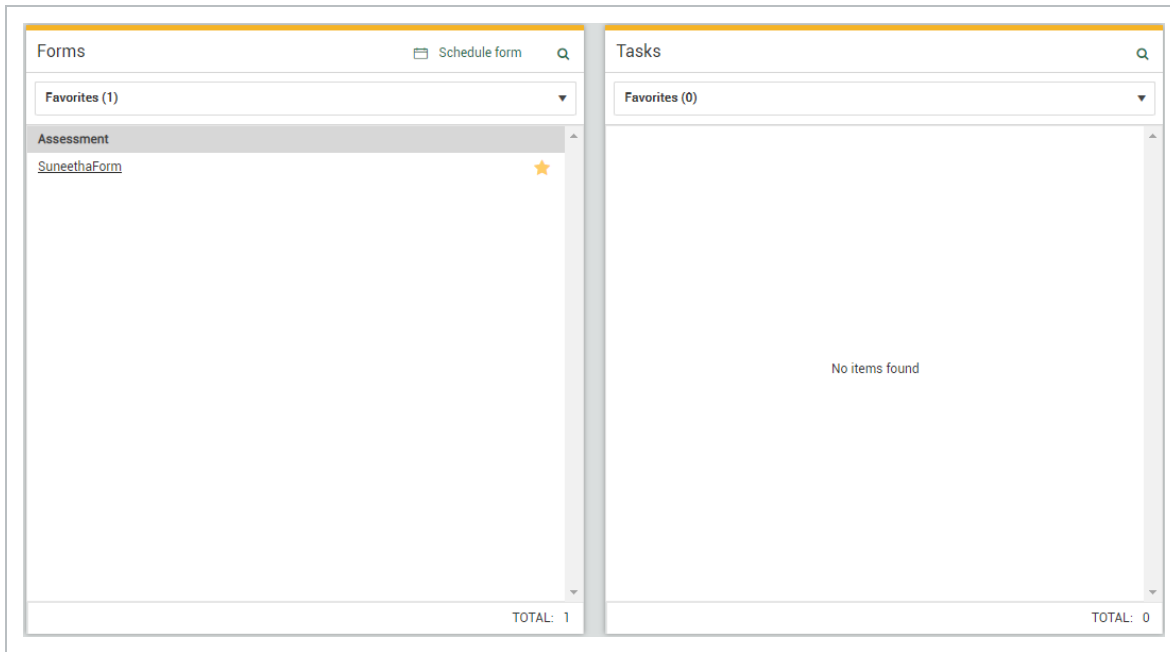 Forms
Schedule form
Favorites (1)
Assessment
SuneethaForm
TOTAL: 1
Tasks
Favorites (0)
No items found
TOTAL: 0